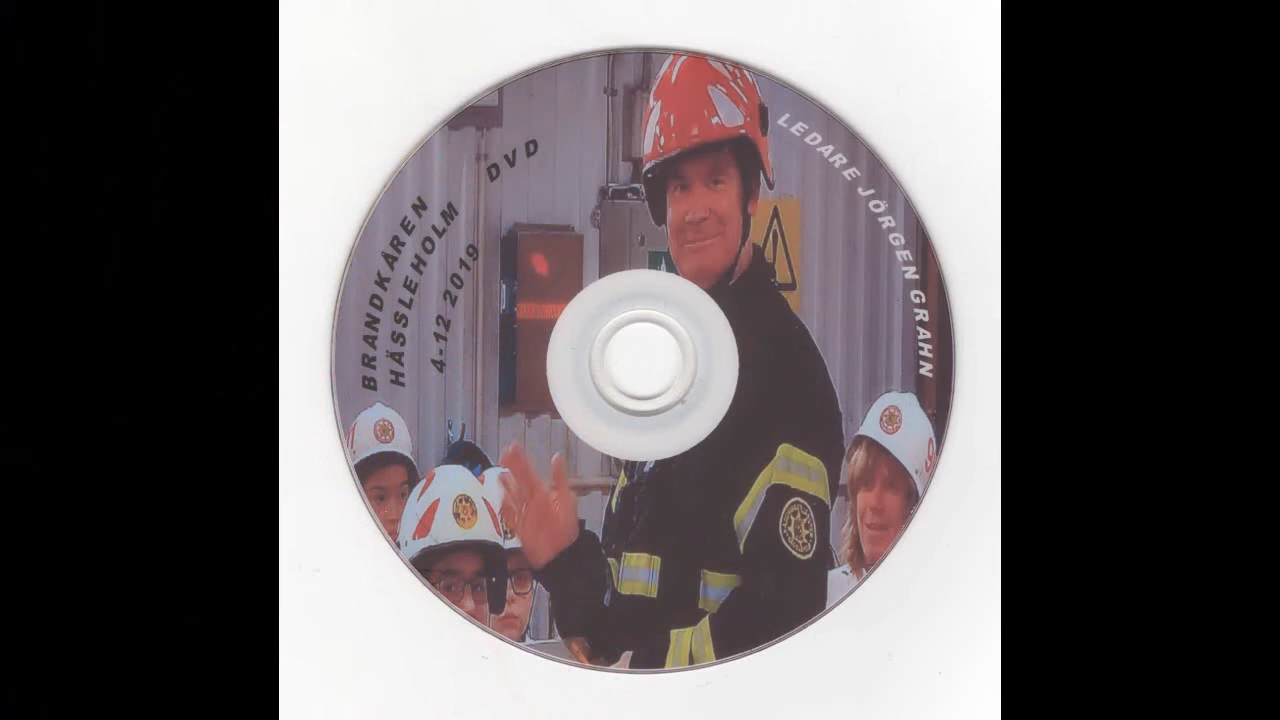 BRANDKÅREN
HÄSSLEHOLM DVD
4-12 2019
LEDARE JÖRGEN GRAHN